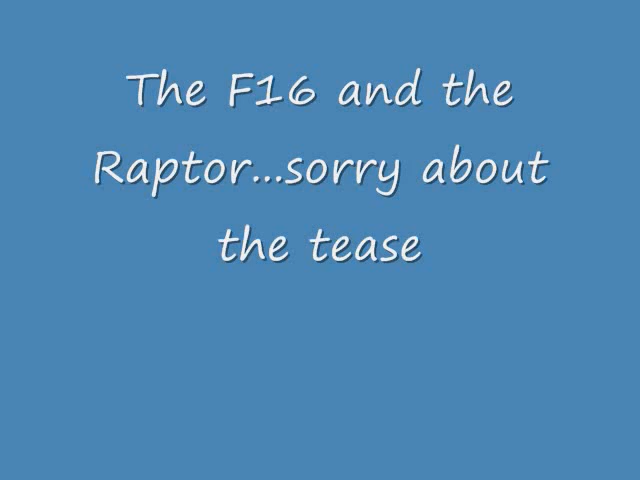 The F16 and the
Raptor...sorry about
the tease